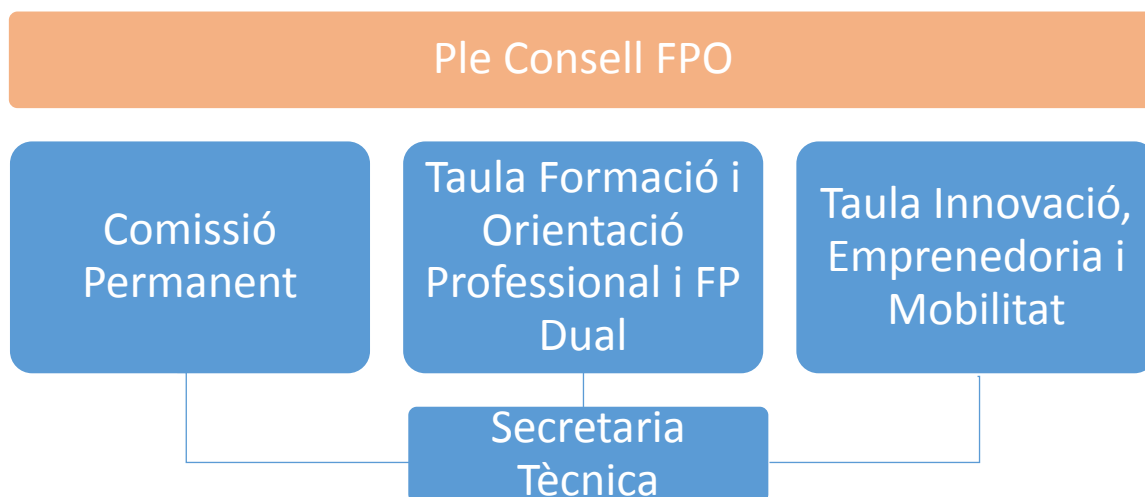 Ple Consell FPO
Comissió
Permanent
Taula Formació i
Orientació
Professional i FP
Dual
Taula Innovació,
Emprenedoria i
Mobilitat
Secretaria
Tècnica